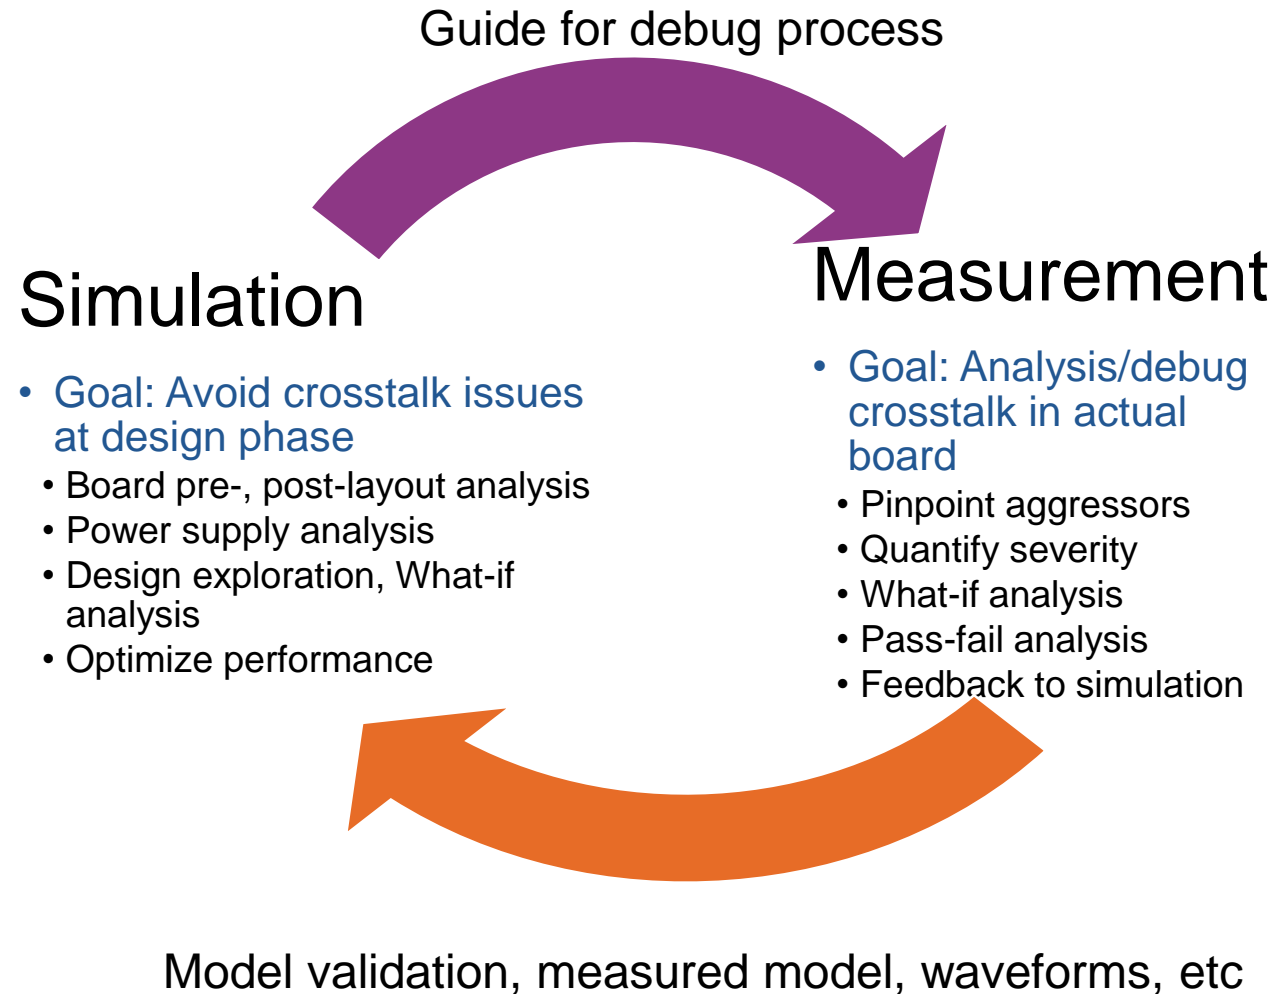 Guide for debug process
Simulation
• Goal: Avoid crosstalk issues
at design phase
• Board pre-, post-layout analysis
• Power supply analysis
• Design exploration, What-if
analysis
• Optimize performance
Measurement
• Goal: Analysis/debug
crosstalk in actual
board
• Pinpoint aggressors
• Quantify severity
• What-if analysis
• Pass-fail analysis
• Feedback to simulation
Model validation, measured model, waveforms, etc